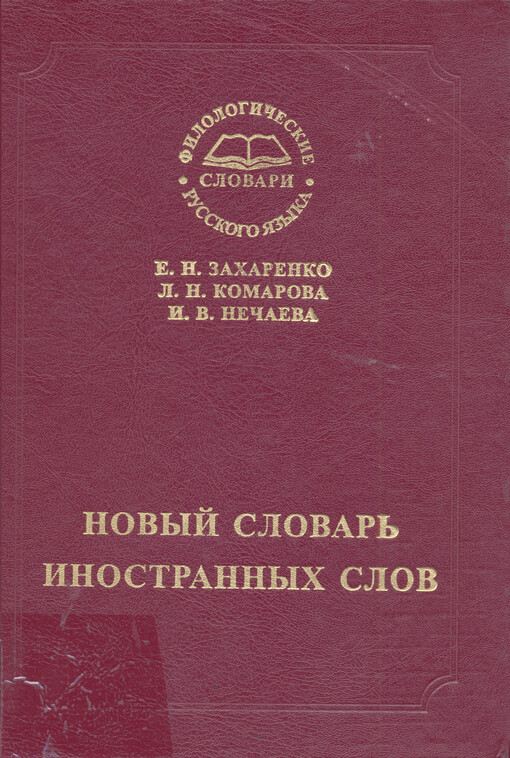 ФИЛОЛОГИЧЕСКИЕ
СЛОВАРИ
РУССКОГО ЯЗЫКА
Е. Н. ЗАХАРЕНКО
Л. Н. КОМАРОВА
И. В. НЕЧАЕВА
НОВЫЙ СЛОВАРЬ
ИНОСТРАННЫХ СЛОВ